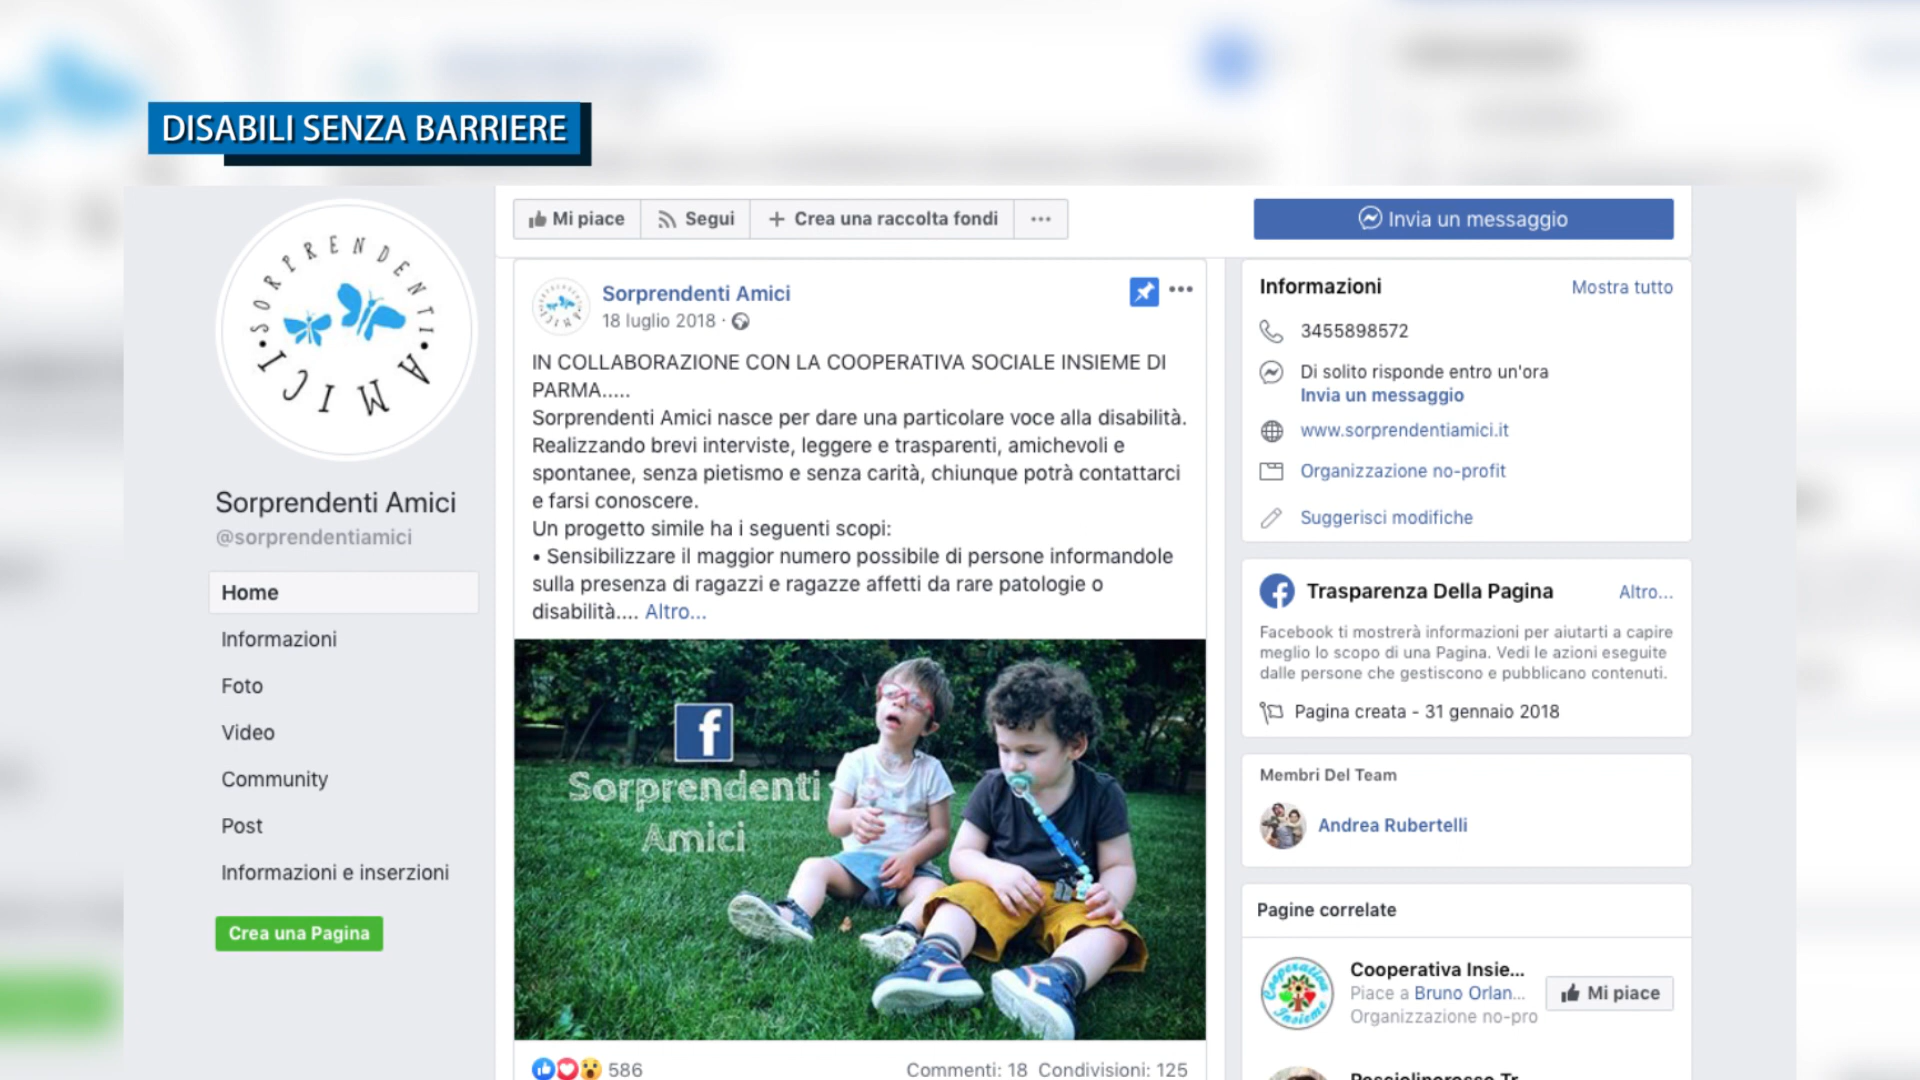 DISABILI SENZA BARRIERE
SORPRENDENTI AMICI
Sorprendenti Amici
@sorprendentiamici
Home
Informazioni
Foto
Video
Community
Post
Informazioni e inserzioni
Crea una Pagina
Mi piace
Segui
Crea una raccolta fondi
Sorprendenti Amici
18 luglio 2018 ·
IN COLLABORAZIONE CON LA COOPERATIVA SOCIALE INSIEME DI
PARMA.....
Sorprendenti Amici nasce per dare una particolare voce alla disabilità.
Realizzando brevi interviste, leggere e trasparenti, amichevoli e
spontanee, senza pietismo e senza carità, chiunque potrà contattarci
e farsi conoscere.
Un progetto simile ha i seguenti scopi:
• Sensibilizzare il maggior numero possibile di persone informandole
sulla presenza di ragazzi e ragazze affetti da rare patologie o
disabilità.... Altro...
f
Sorprendenti
Amici
586
Commenti: 18 Condivisioni: 125
Invia un messaggio
Informazioni Mostra tutto
3455898572
Di solito risponde entro un'ora
Invia un messaggio
www.sorprendentiamici.it
Organizzazione no-profit
Suggerisci modifiche
Trasparenza Della Pagina Altro...
Facebook ti mostrerà informazioni per aiutarti a capire
meglio lo scopo di una Pagina. Vedi le azioni eseguite
dalle persone che gestiscono e pubblicano contenuti.
Pagina creata - 31 gennaio 2018
Membri Del Team
Andrea Rubertelli
Pagine correlate
Cooperativa Insieme
Cooperativa Insie...
Piace a Bruno Orlan...
Organizzazione no-pro
Mi piace